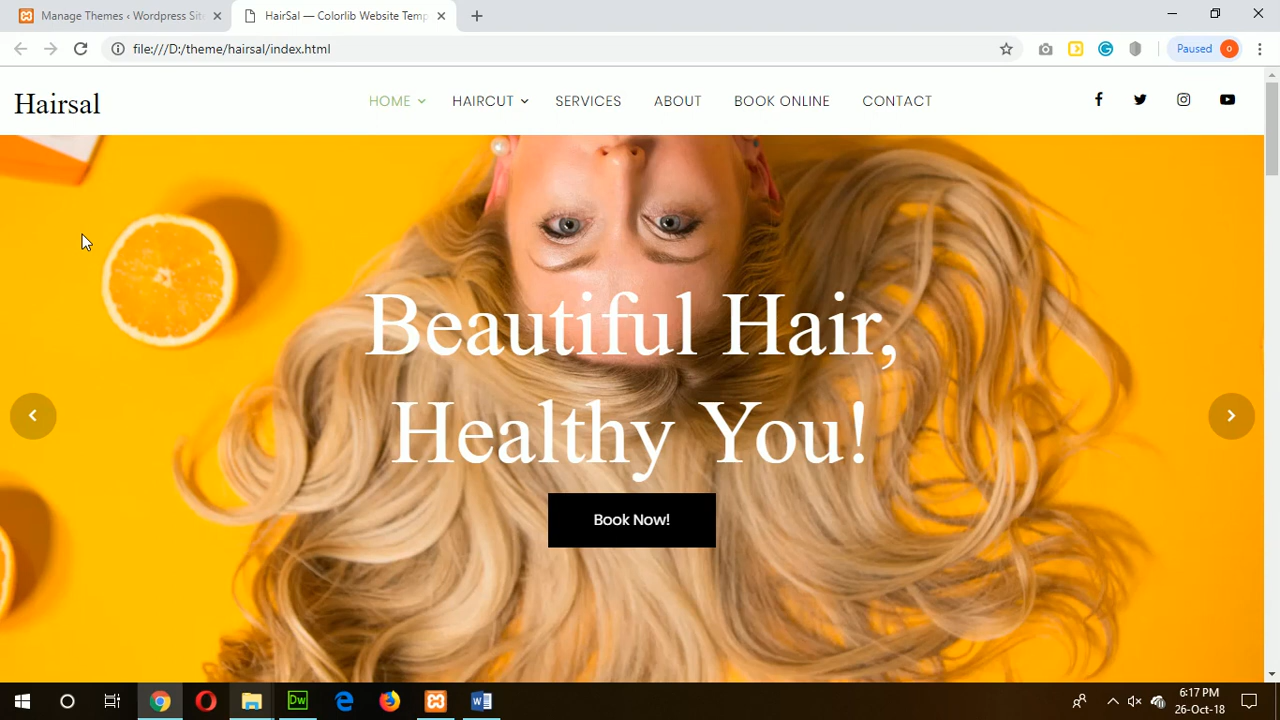 Manage Themes ‹ Wordpress Sit
HairSal — Colorlib Website Temp
file:///D:/theme/hairsal/index.html
Paused
Hairsal
HOME HAIRCUT SERVICES ABOUT BOOK ONLINE CONTACT
Beautiful Hair,
Healthy You!
Book Now!
Dw
6:17 PM
26-Oct-18